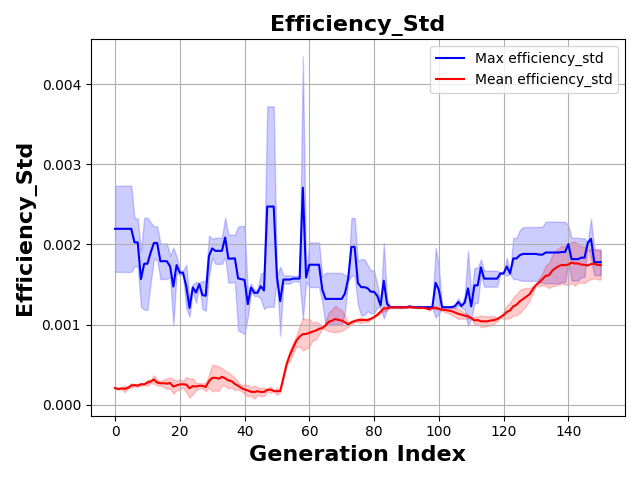 Efficiency_Std
Max efficiency_std
Mean efficiency_std
Efficiency_Std
0.004
0.003
0.002
0.001
0.000
0 20 40 60 80 100 120 140
Generation Index